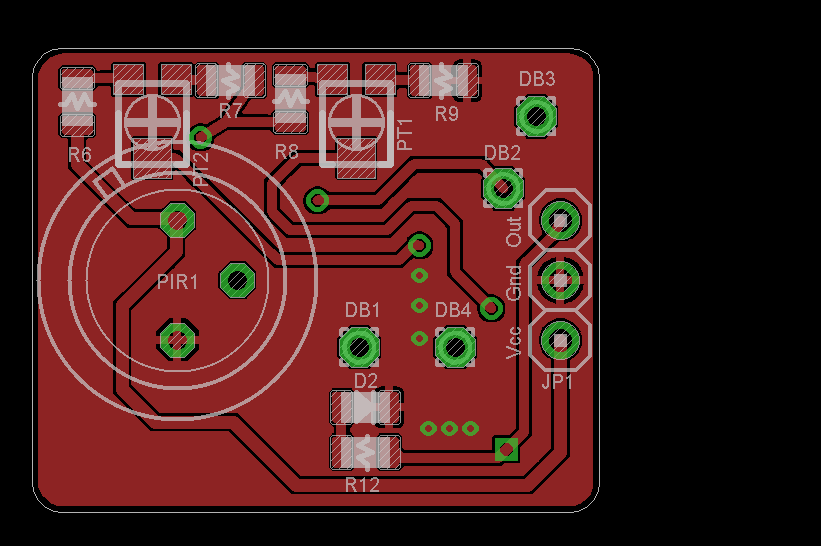 DB3
R7
R9
PT1
R6
R8
DB2
PT2
Out
PIR1
Gnd
DB1
DB4
Vcc
D2
JP1
R12